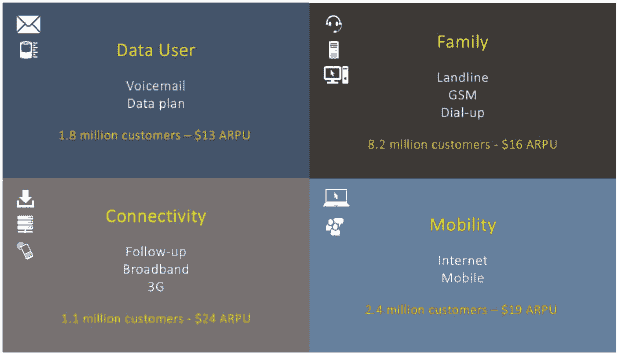 Data User
Voicemail
Data plan
1.8 million customers – $13 ARPU
Family
Landline
GSM
Dial-up
8.2 million customers - $16 ARPU
Connectivity
Follow-up
Broadband
3G
1.1 million customers - $24 ARPU
Mobility
Internet
Mobile
2.4 million customers - $19 ARPU